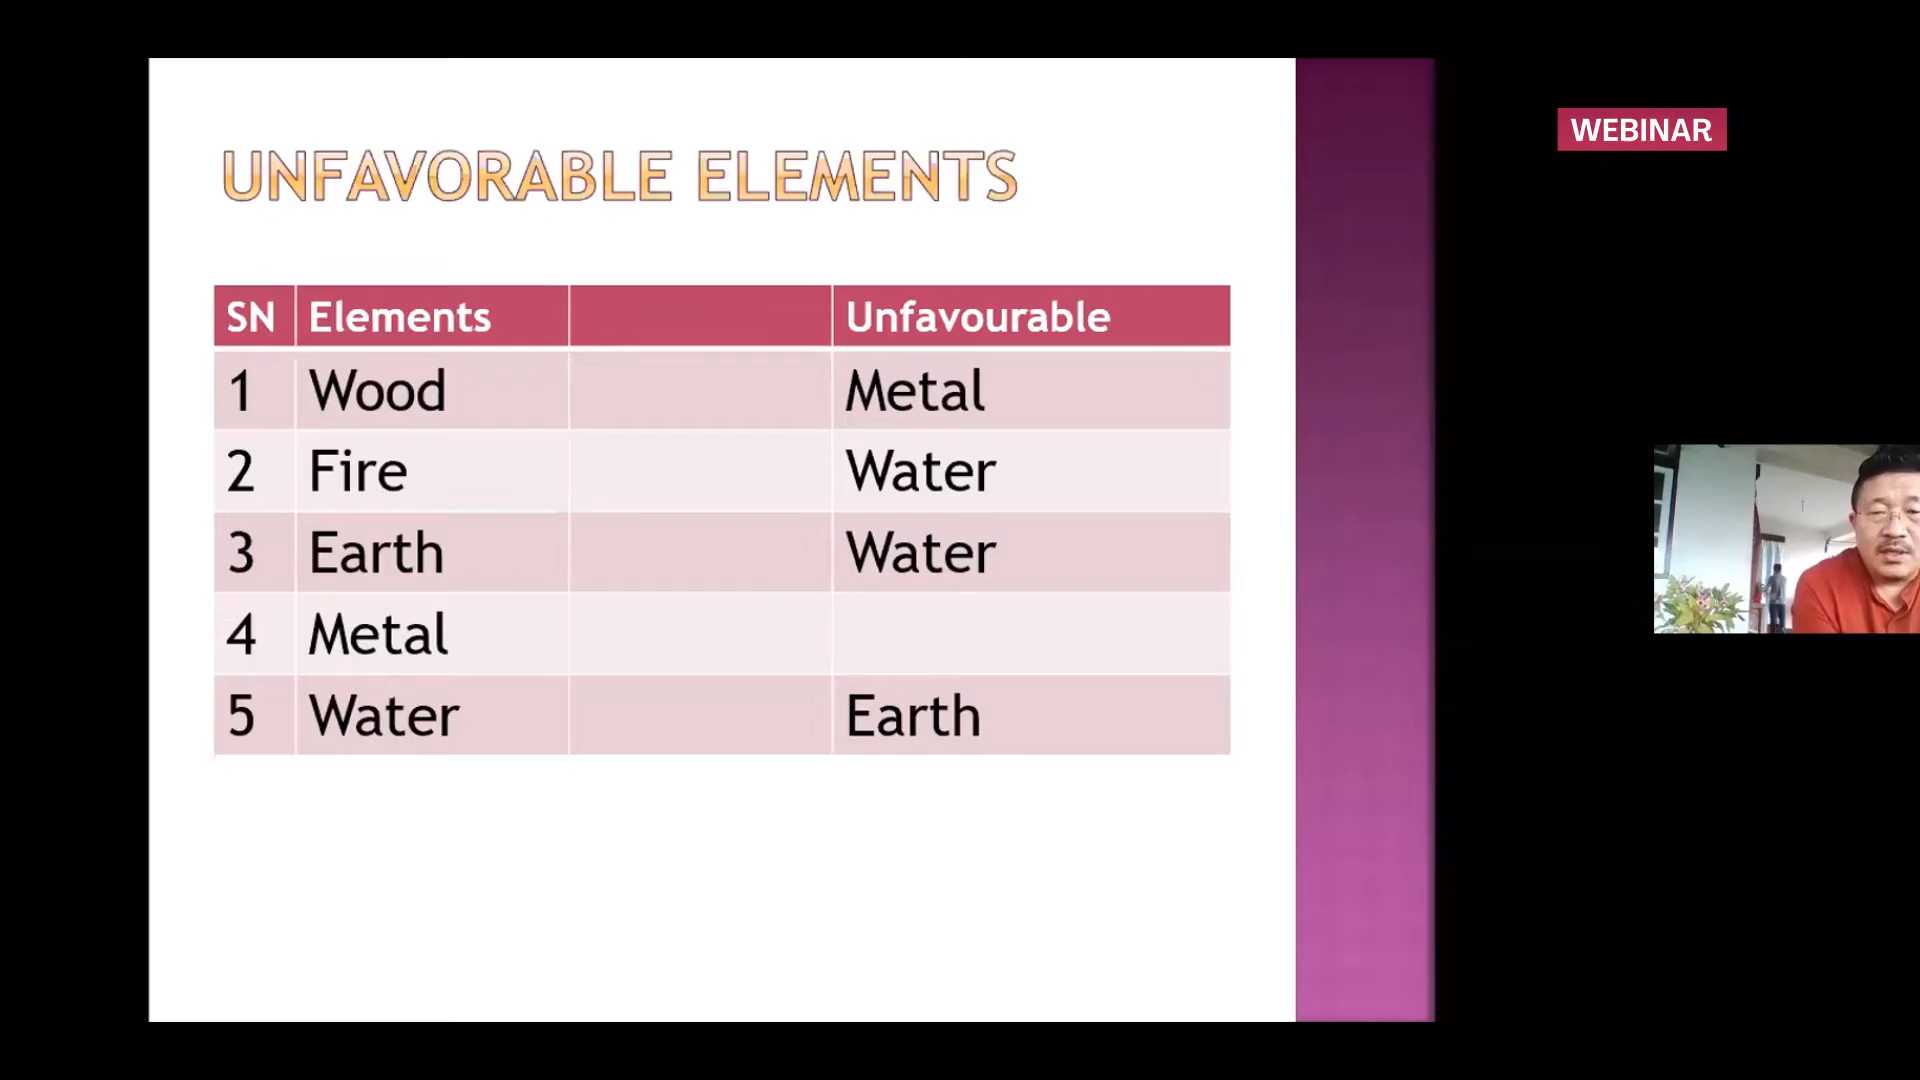 WEBINAR
UNFAVORABLE ELEMENTS
SN Elements Unfavourable
1 Wood Metal
2 Fire Water
3 Earth Water
4 Metal
5 Water Earth